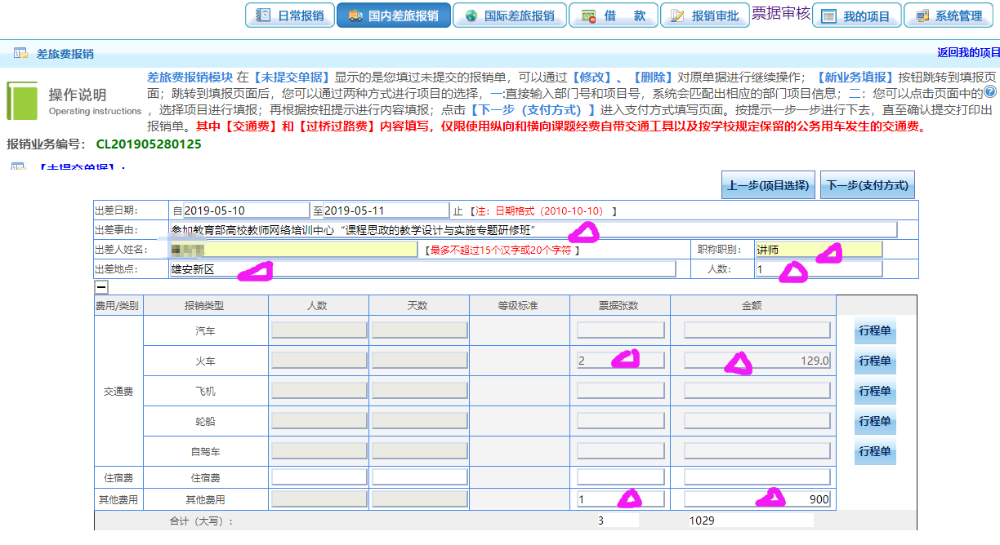 日常报销 国内差旅报销 国际差旅报销 借 款 报销审批 票据审核 我的项目 系统管理
差旅费报销 返回我的项目
操作说明
Operating instructions
差旅费报销模块 在【未提交单据】显示的是您填过未提交的报销单，可以通过【修改】、【删除】对原单据进行继续操作；【新业务填报】按钮跳转到填报页
面；跳转到填报页面后，您可以通过两种方式进行项目的选择，一:直接输入部门号和项目号，系统会匹配出相应的部门项目信息；二：您可以点击页面中的
，选择项目进行填报；再根据按钮提示进行内容填报；点击【下一步（支付方式）】进入支付方式填写页面。按提示一步一步进行下去，直至确认提交打印出
报销单。其中【交通费】和【过桥过路费】内容填写，仅限使用纵向和横向课题经费自带交通工具以及按学校规定保留的公务用车发生的交通费。
报销业务编号： CL201905280125
【未提交单据】：
上一步(项目选择) 下一步(支付方式)
出差日期: 自2019-05-10 至2019-05-11 止【注：日期格式（2010-10-10）】
出差事由: 参加教育部高校教师网络培训中心“课程思政的教学设计与实施专题研修班”
出差人姓名: 【最多不超过15个汉字或20个字符 】 职称职别: 讲师
出差地点: 雄安新区 人数: 1
费用/类别 报销类型 人数 天数 等级标准 票据张数 金额
汽车 行程单
火车 2 129.0 行程单
交通费 飞机 行程单
轮船 行程单
自驾车 行程单
住宿费 住宿费
其他费用 其他费用 1 900
合计（大写）: 3 1029